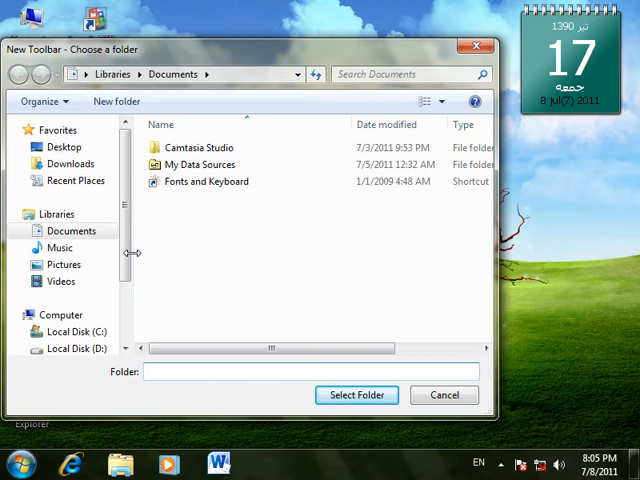 New Toolbar - Choose a folder
Libraries
Documents
Search Documents
Organize
New folder
Name
Date modified
Type
Favorites
Desktop
Downloads
Recent Places
Libraries
Documents
Music
Pictures
Videos
Computer
Local Disk (C:)
Local Disk (D:)
Camtasia Studio 7/3/2011 9:53 PM File folder
My Data Sources 7/5/2011 12:32 AM File folder
Fonts and Keyboard 1/1/2009 4:48 AM Shortcut
Folder:
Select Folder
Cancel
تیر 1390
17
جمعه
8 jul(7) 2011
Explorer
EN
8:05 PM
7/8/2011